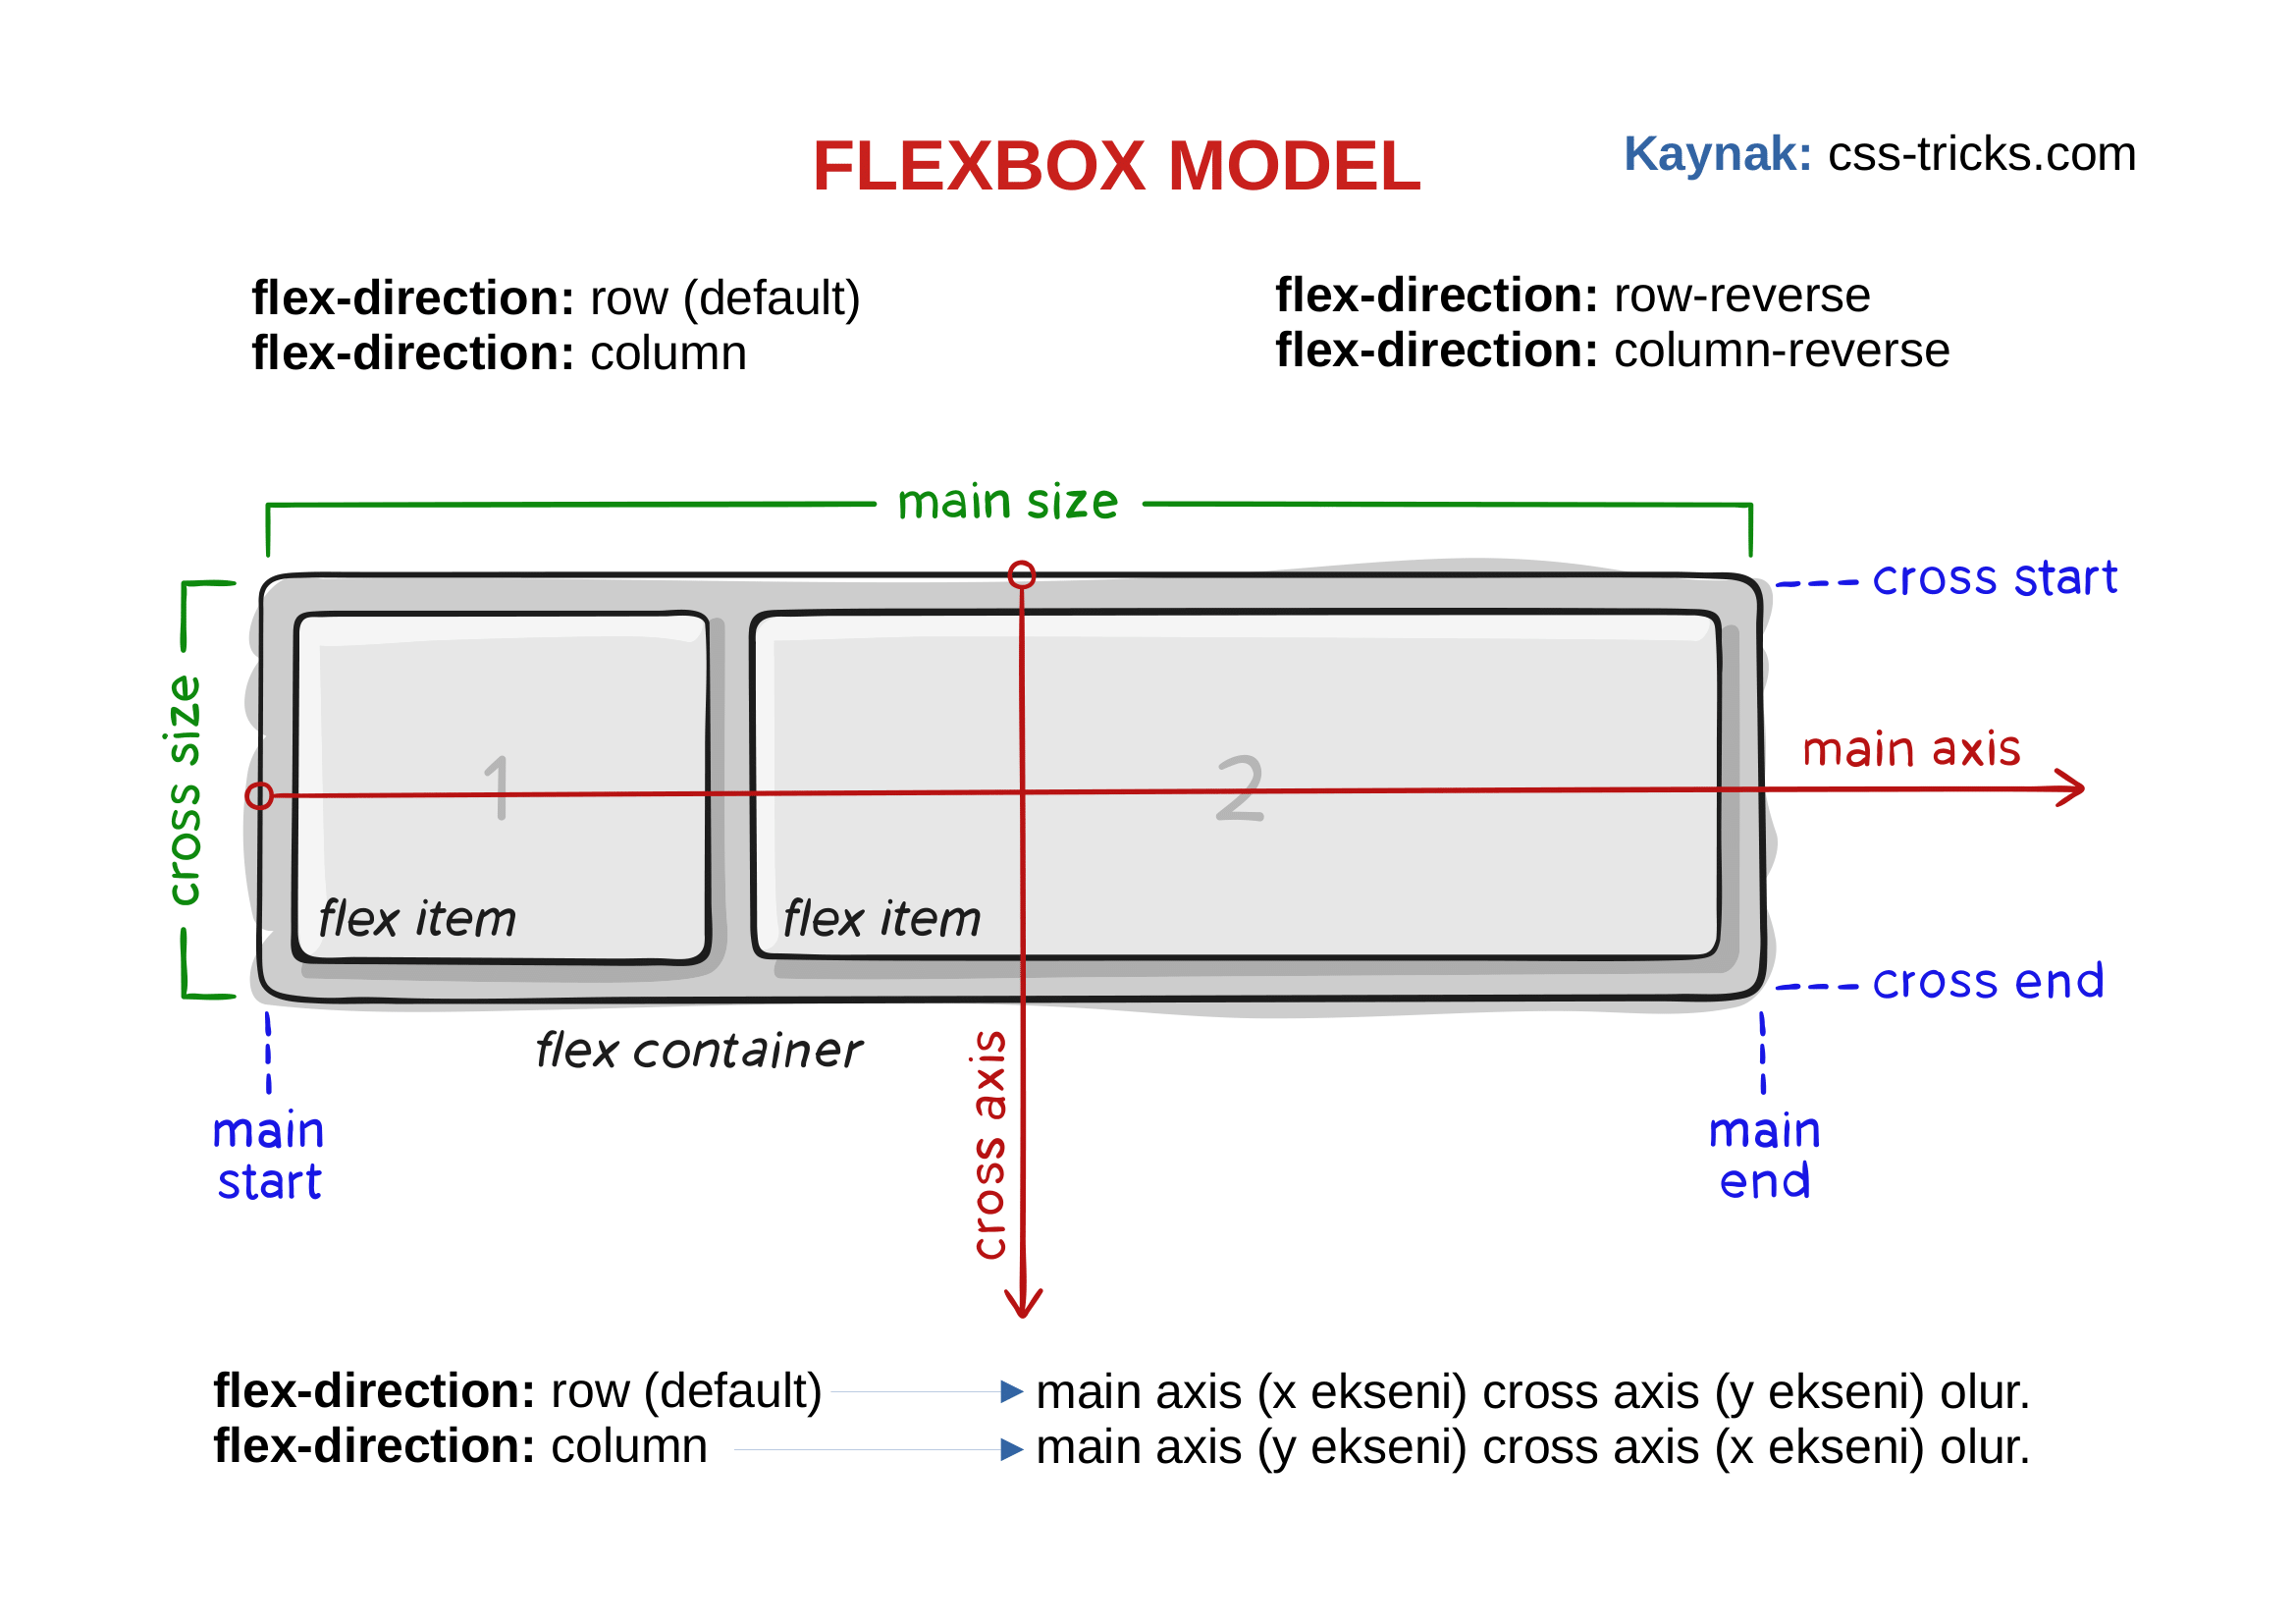 FLEXBOX MODEL
Kaynak: css-tricks.com
flex-direction: row (default)
flex-direction: column
flex-direction: row-reverse
flex-direction: column-reverse
main size
cross start
cross size
main axis
1
2
flex item
flex item
cross end
flex container
cross axis
main
start
main
end
flex-direction: row (default)
main axis (x ekseni) cross axis (y ekseni) olur.
flex-direction: column
main axis (y ekseni) cross axis (x ekseni) olur.